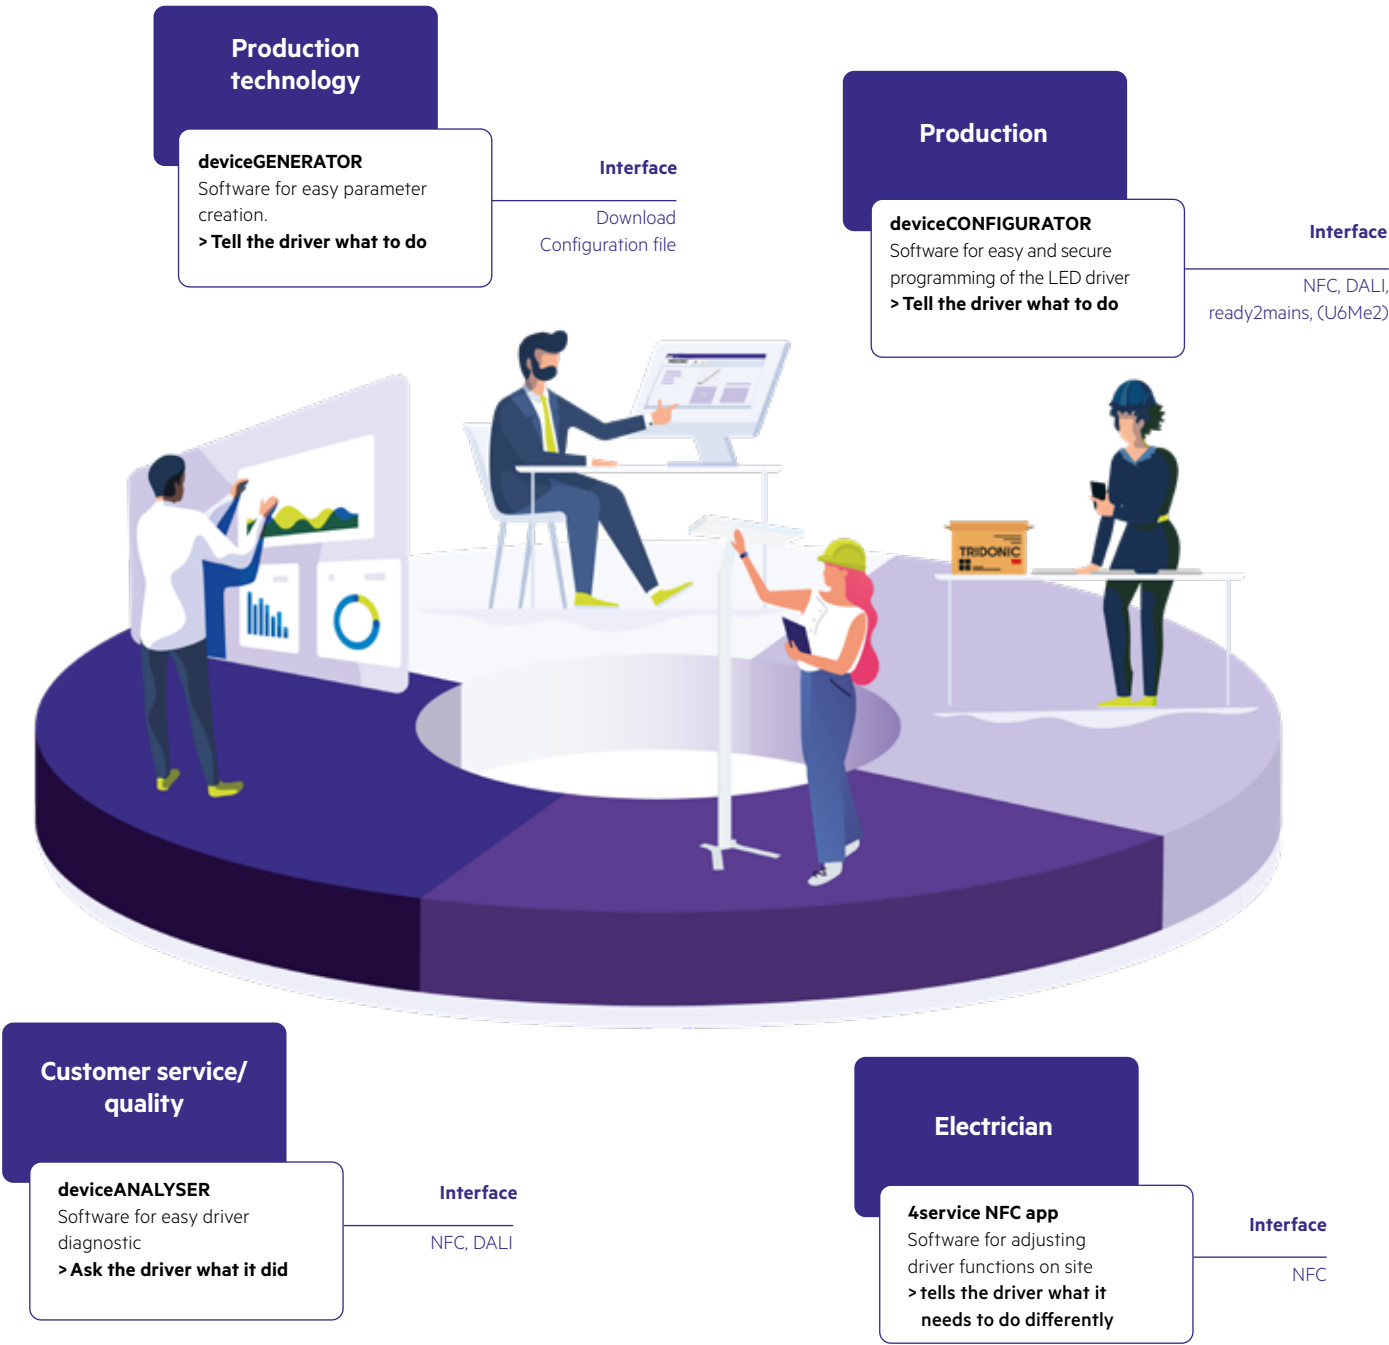 Production
technology
deviceGENERATOR
Software for easy parameter
creation.
> Tell the driver what to do
Interface
Download
Configuration file
Production
deviceCONFIGURATOR
Software for easy and secure
programming of the LED driver
> Tell the driver what to do
Interface
NFC, DALI,
ready2mains, (U6Me2)
TRIDONIC
Customer service/
quality
deviceANALYSER
Software for easy driver
diagnostic
> Ask the driver what it did
Interface
NFC, DALI
Electrician
4service NFC app
Software for adjusting
driver functions on site
> tells the driver what it
needs to do differently
Interface
NFC